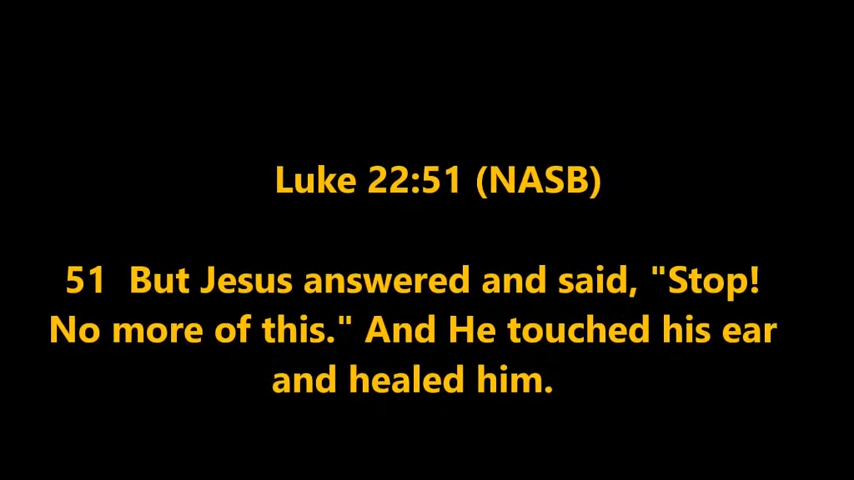 Luke 22:51 (NASB)
51 But Jesus answered and said, "Stop!
No more of this." And He touched his ear
and healed him.